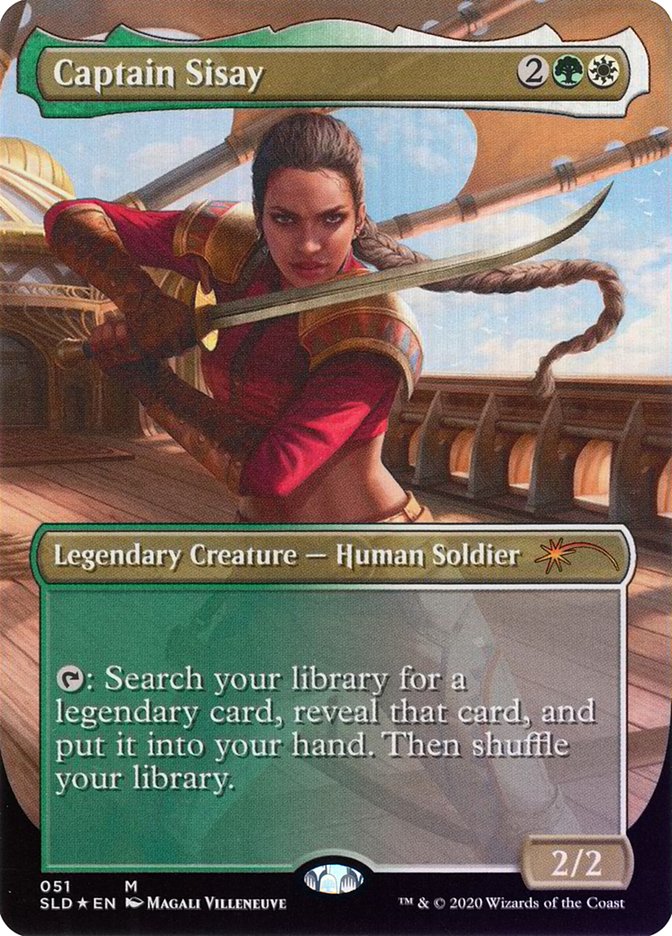 Captain Sisay 2
Legendary Creature — Human Soldier
: Search your library for a
legendary card, reveal that card, and
put it into your hand. Then shuffle
your library.
2/2
051 M
SLD ★ EN MAGALI VILLENEUVE ™ & © 2020 Wizards of the Coast